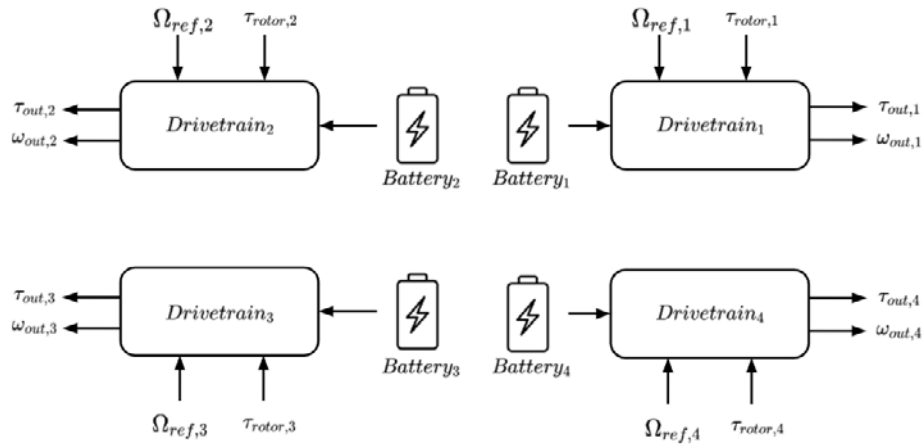 Ω_{ref,2} τ_{rotor,2} Ω_{ref,1} τ_{rotor,1}
τ_{out,2} Drivetrain_2 Drivetrain_1 τ_{out,1}
ω_{out,2} ω_{out,1}
Battery_2 Battery_1
τ_{out,3} Drivetrain_3 Drivetrain_4 τ_{out,4}
ω_{out,3} ω_{out,4}
Battery_3 Battery_4
Ω_{ref,3} τ_{rotor,3} Ω_{ref,4} τ_{rotor,4}